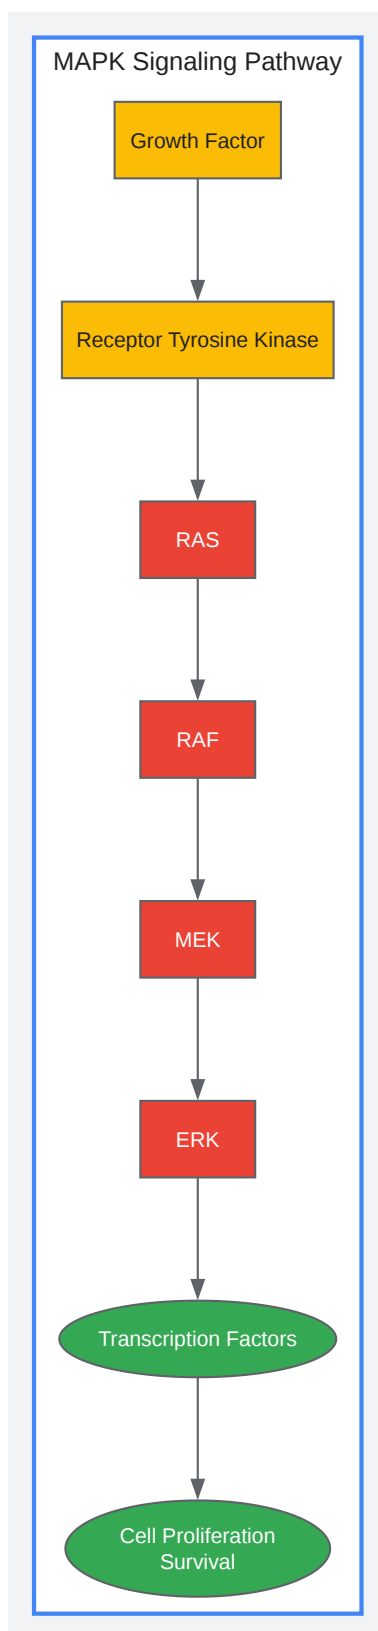 MAPK Signaling Pathway
Growth Factor
Receptor Tyrosine Kinase
RAS
RAF
MEK
ERK
Transcription Factors
Cell Proliferation
Survival